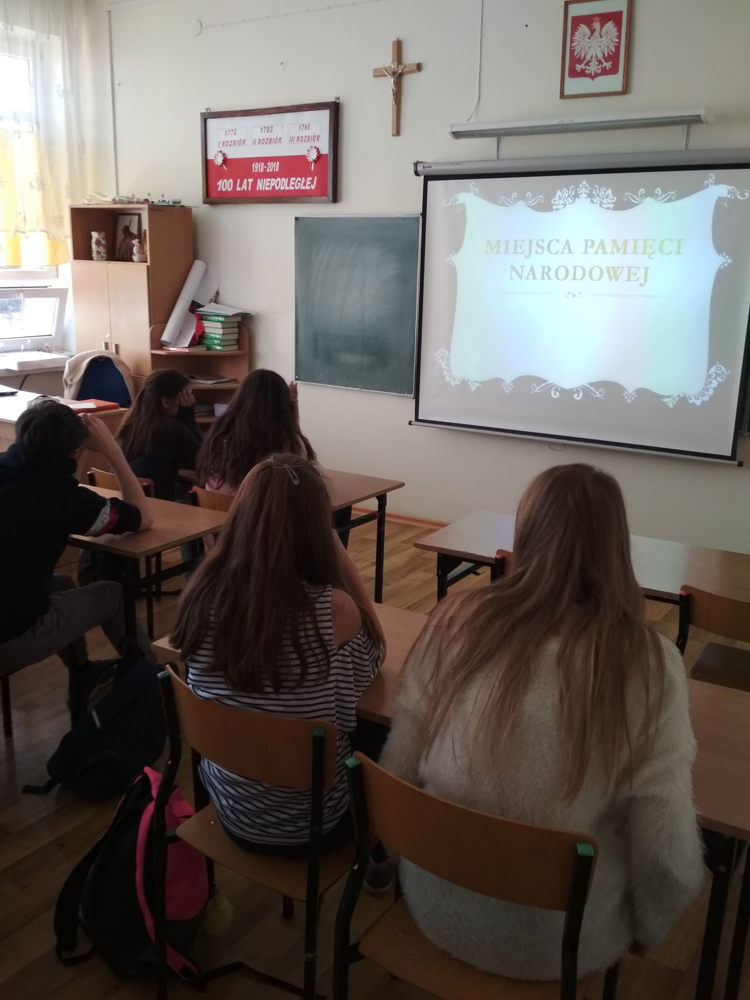 1772
I ROZBIÓR
1793
II ROZBIÓR
1795
III ROZBIÓR
1918-2018
100 LAT NIEPODLEGŁEJ
MIEJSCA PAMIĘCI
NARODOWEJ